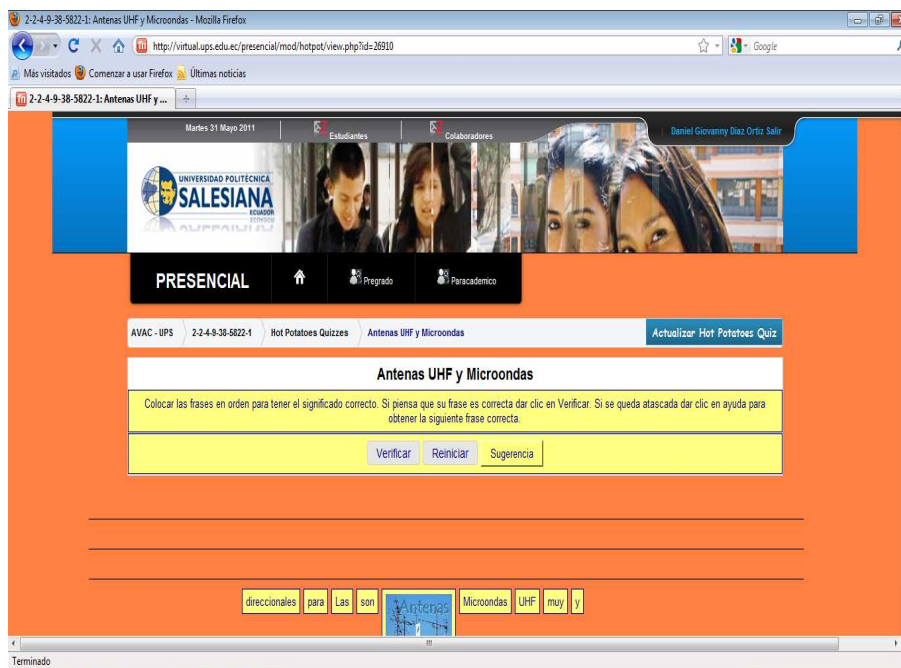 2-2-4-9-38-5822-1: Antenas UHF y Microondas - Mozilla Firefox
http://virtual.ups.edu.ec/presencial/mod/hotpot/view.php?id=26910
Google
Más visitados Comenzar a usar Firefox Últimas noticias
2-2-4-9-38-5822-1: Antenas UHF y ...
Martes 31 Mayo 2011 Estudiantes Colaboradores Daniel Giovanny Diaz Ortiz Salir
UNIVERSIDAD POLITÉCNICA
SALESIANA
ECUADOR
PRESENCIAL Pregrado Paracademico
AVAC - UPS 2-2-4-9-38-5822-1 Hot Potatoes Quizzes Antenas UHF y Microondas Actualizar Hot Potatoes Quiz
Antenas UHF y Microondas
Colocar las frases en orden para tener el significado correcto. Si piensa que su frase es correcta dar clic en Verificar. Si se queda atascada dar clic en ayuda para
obtener la siguiente frase correcta.
Verificar Reiniciar Sugerencia
direccionales para Las son Antenas Microondas UHF muy y
Terminado